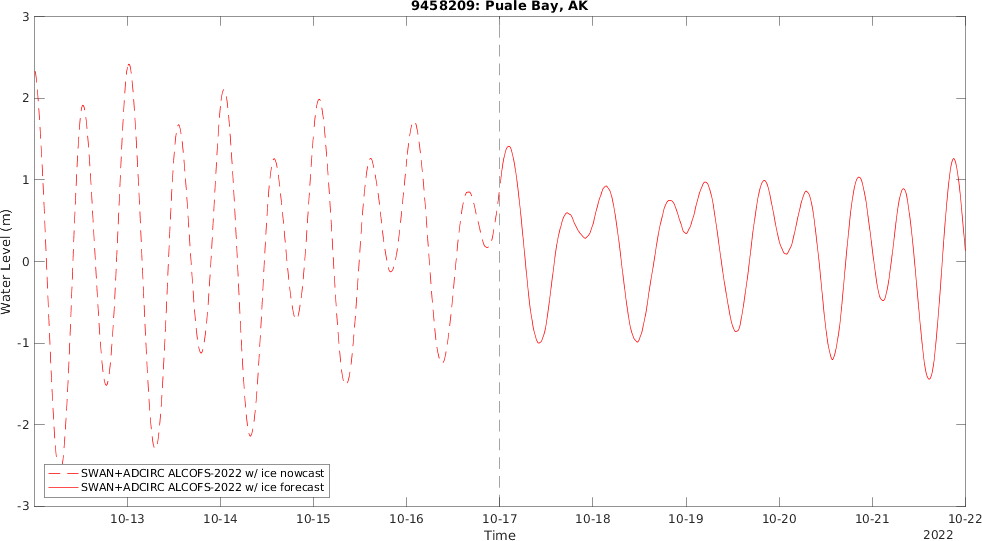 9458209: Puale Bay, AK
Water Level (m)
3
2
1
0
-1
-2
-3
SWAN+ADCIRC ALCOFS-2022 w/ ice nowcast
SWAN+ADCIRC ALCOFS-2022 w/ ice forecast
10-13 10-14 10-15 10-16 10-17 10-18 10-19 10-20 10-21 10-22
Time
2022